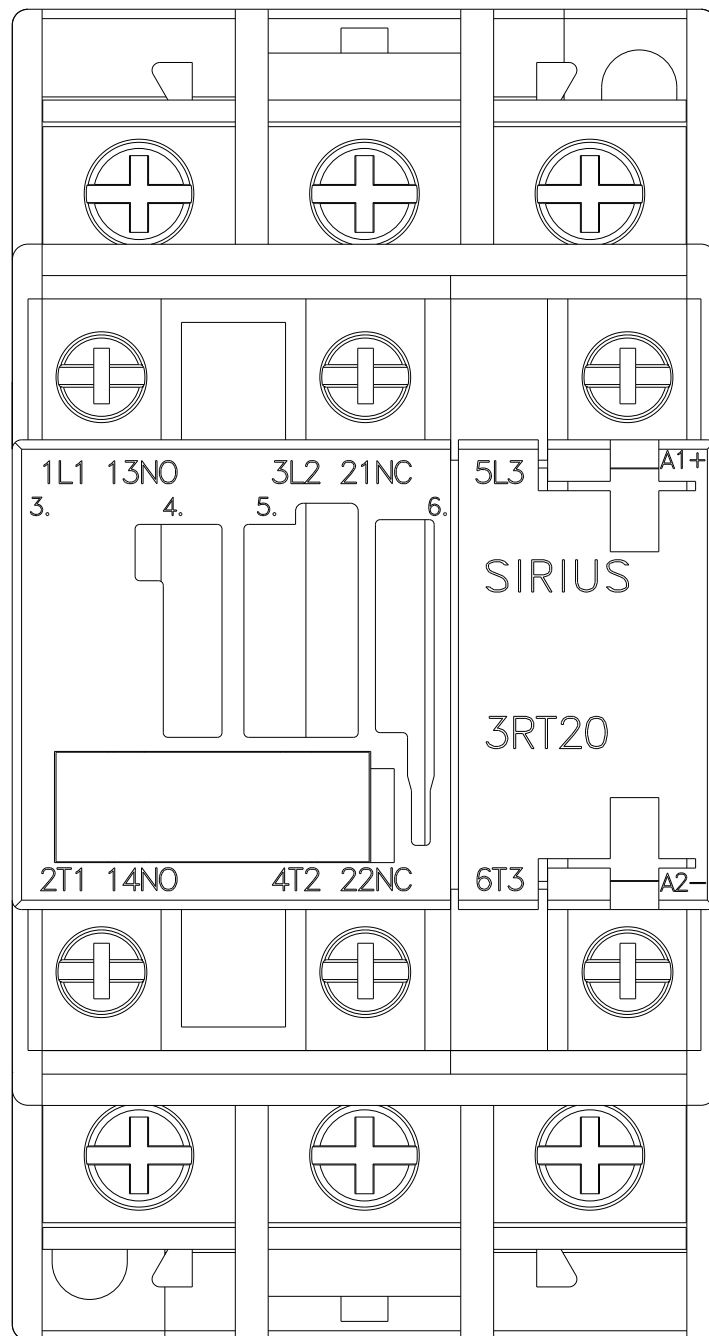 1L1 13NO 3L2 21NC 5L3 A1+
3. 4. 5. 6.
SIRIUS
3RT20
2T1 14NO 4T2 22NC 6T3 A2-